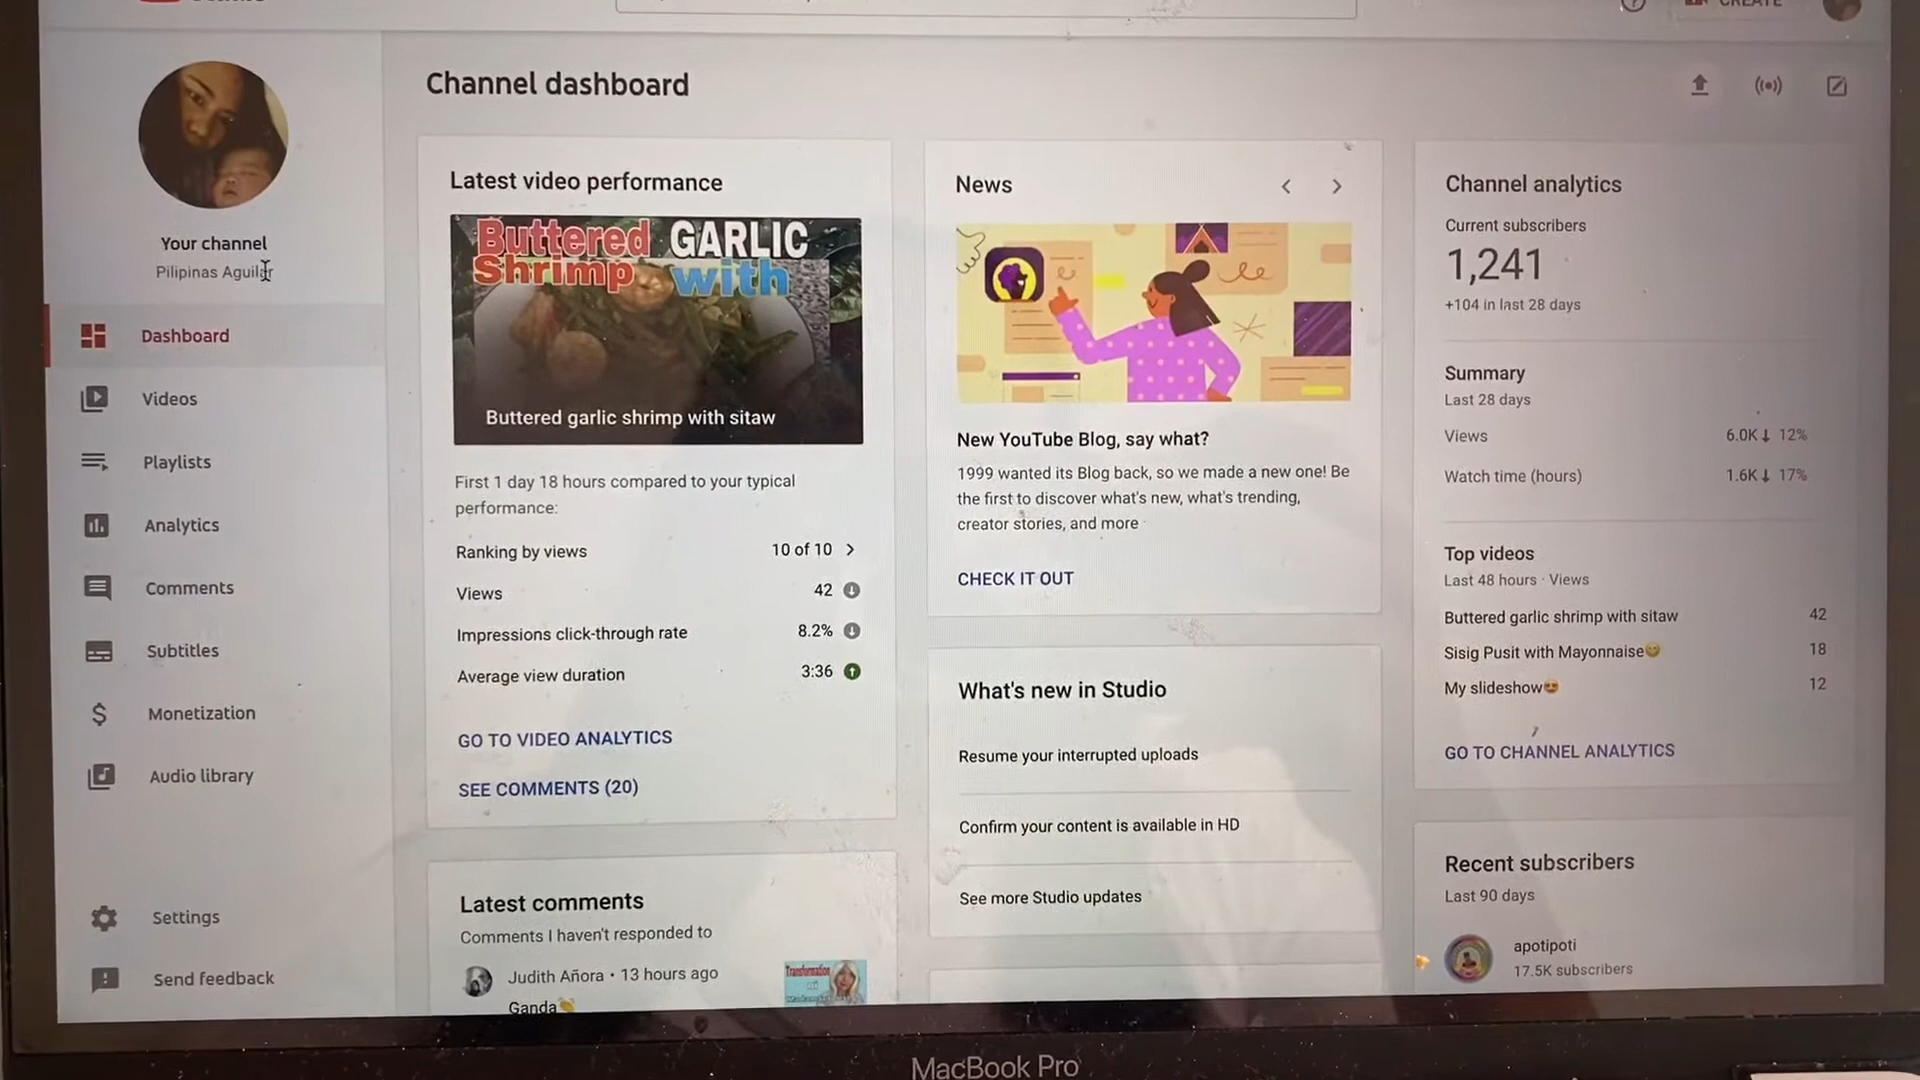 CREATE
Channel dashboard
Your channel
Pilipinas Aguilar
Dashboard
Videos
Playlists
Analytics
Comments
Subtitles
Monetization
Audio library
Settings
Send feedback
Latest video performance
Buttered GARLIC
Shrimp with
Buttered garlic shrimp with sitaw
First 1 day 18 hours compared to your typical
performance:
Ranking by views 10 of 10
Views 42
Impressions click-through rate 8.2%
Average view duration 3:36
GO TO VIDEO ANALYTICS
SEE COMMENTS (20)
Latest comments
Comments I haven't responded to
Judith Añora • 13 hours ago
Ganda👏
Transformation
ni
News
New YouTube Blog, say what?
1999 wanted its Blog back, so we made a new one! Be
the first to discover what's new, what's trending,
creator stories, and more
CHECK IT OUT
What's new in Studio
Resume your interrupted uploads
Confirm your content is available in HD
See more Studio updates
Channel analytics
Current subscribers
1,241
+104 in last 28 days
Summary
Last 28 days
Views 6.0K↓ 12%
Watch time (hours) 1.6K↓ 17%
Top videos
Last 48 hours · Views
Buttered garlic shrimp with sitaw 42
Sisig Pusit with Mayonnaise😋 18
My slideshow😍 12
GO TO CHANNEL ANALYTICS
Recent subscribers
Last 90 days
apotipoti
17.5K subscribers
MacBook Pro